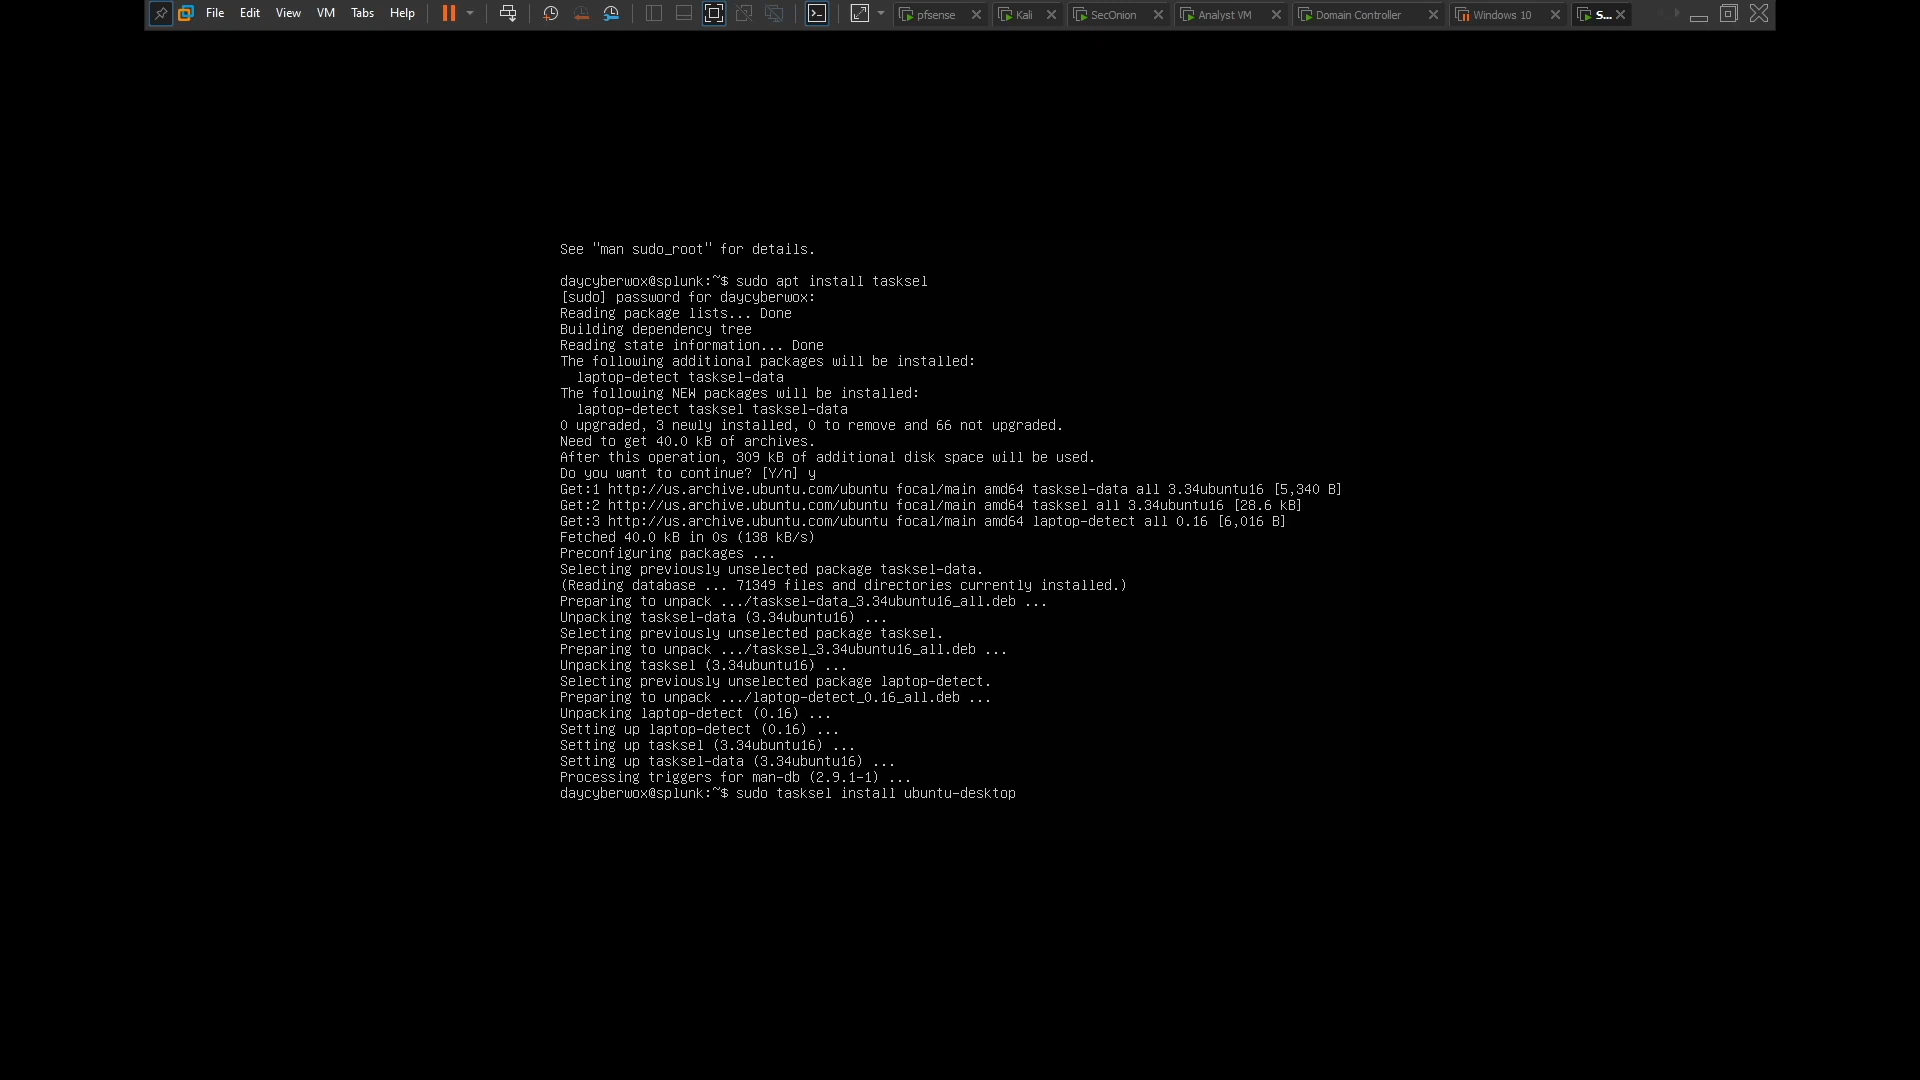 File Edit View VM Tabs Help pfsense Kali SecOnion Analyst VM Domain Controller Windows 10 S...
See "man sudo_root" for details.
daycyberwox@splunk:~$ sudo apt install tasksel
[sudo] password for daycyberwox:
Reading package lists... Done
Building dependency tree
Reading state information... Done
The following additional packages will be installed:
laptop-detect tasksel-data
The following NEW packages will be installed:
laptop-detect tasksel tasksel-data
0 upgraded, 3 newly installed, 0 to remove and 66 not upgraded.
Need to get 40.0 kB of archives.
After this operation, 309 kB of additional disk space will be used.
Do you want to continue? [Y/n] y
Get:1 http://us.archive.ubuntu.com/ubuntu focal/main amd64 tasksel-data all 3.34ubuntu16 [5,340 B]
Get:2 http://us.archive.ubuntu.com/ubuntu focal/main amd64 tasksel all 3.34ubuntu16 [28.6 kB]
Get:3 http://us.archive.ubuntu.com/ubuntu focal/main amd64 laptop-detect all 0.16 [6,016 B]
Fetched 40.0 kB in 0s (138 kB/s)
Preconfiguring packages ...
Selecting previously unselected package tasksel-data.
(Reading database ... 71349 files and directories currently installed.)
Preparing to unpack .../tasksel-data_3.34ubuntu16_all.deb ...
Unpacking tasksel-data (3.34ubuntu16) ...
Selecting previously unselected package tasksel.
Preparing to unpack .../tasksel_3.34ubuntu16_all.deb ...
Unpacking tasksel (3.34ubuntu16) ...
Selecting previously unselected package laptop-detect.
Preparing to unpack .../laptop-detect_0.16_all.deb ...
Unpacking laptop-detect (0.16) ...
Setting up laptop-detect (0.16) ...
Setting up tasksel (3.34ubuntu16) ...
Setting up tasksel-data (3.34ubuntu16) ...
Processing triggers for man-db (2.9.1-1) ...
daycyberwox@splunk:~$ sudo tasksel install ubuntu-desktop